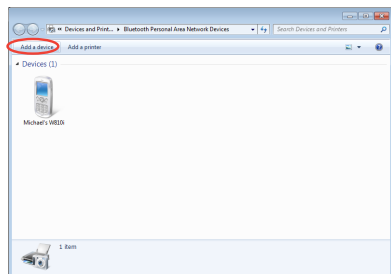 Devices and Print... ▸ Bluetooth Personal Area Network Devices
Search Devices and Printers
Add a device
Add a printer
Devices (1)
Michael's W810i
1 item